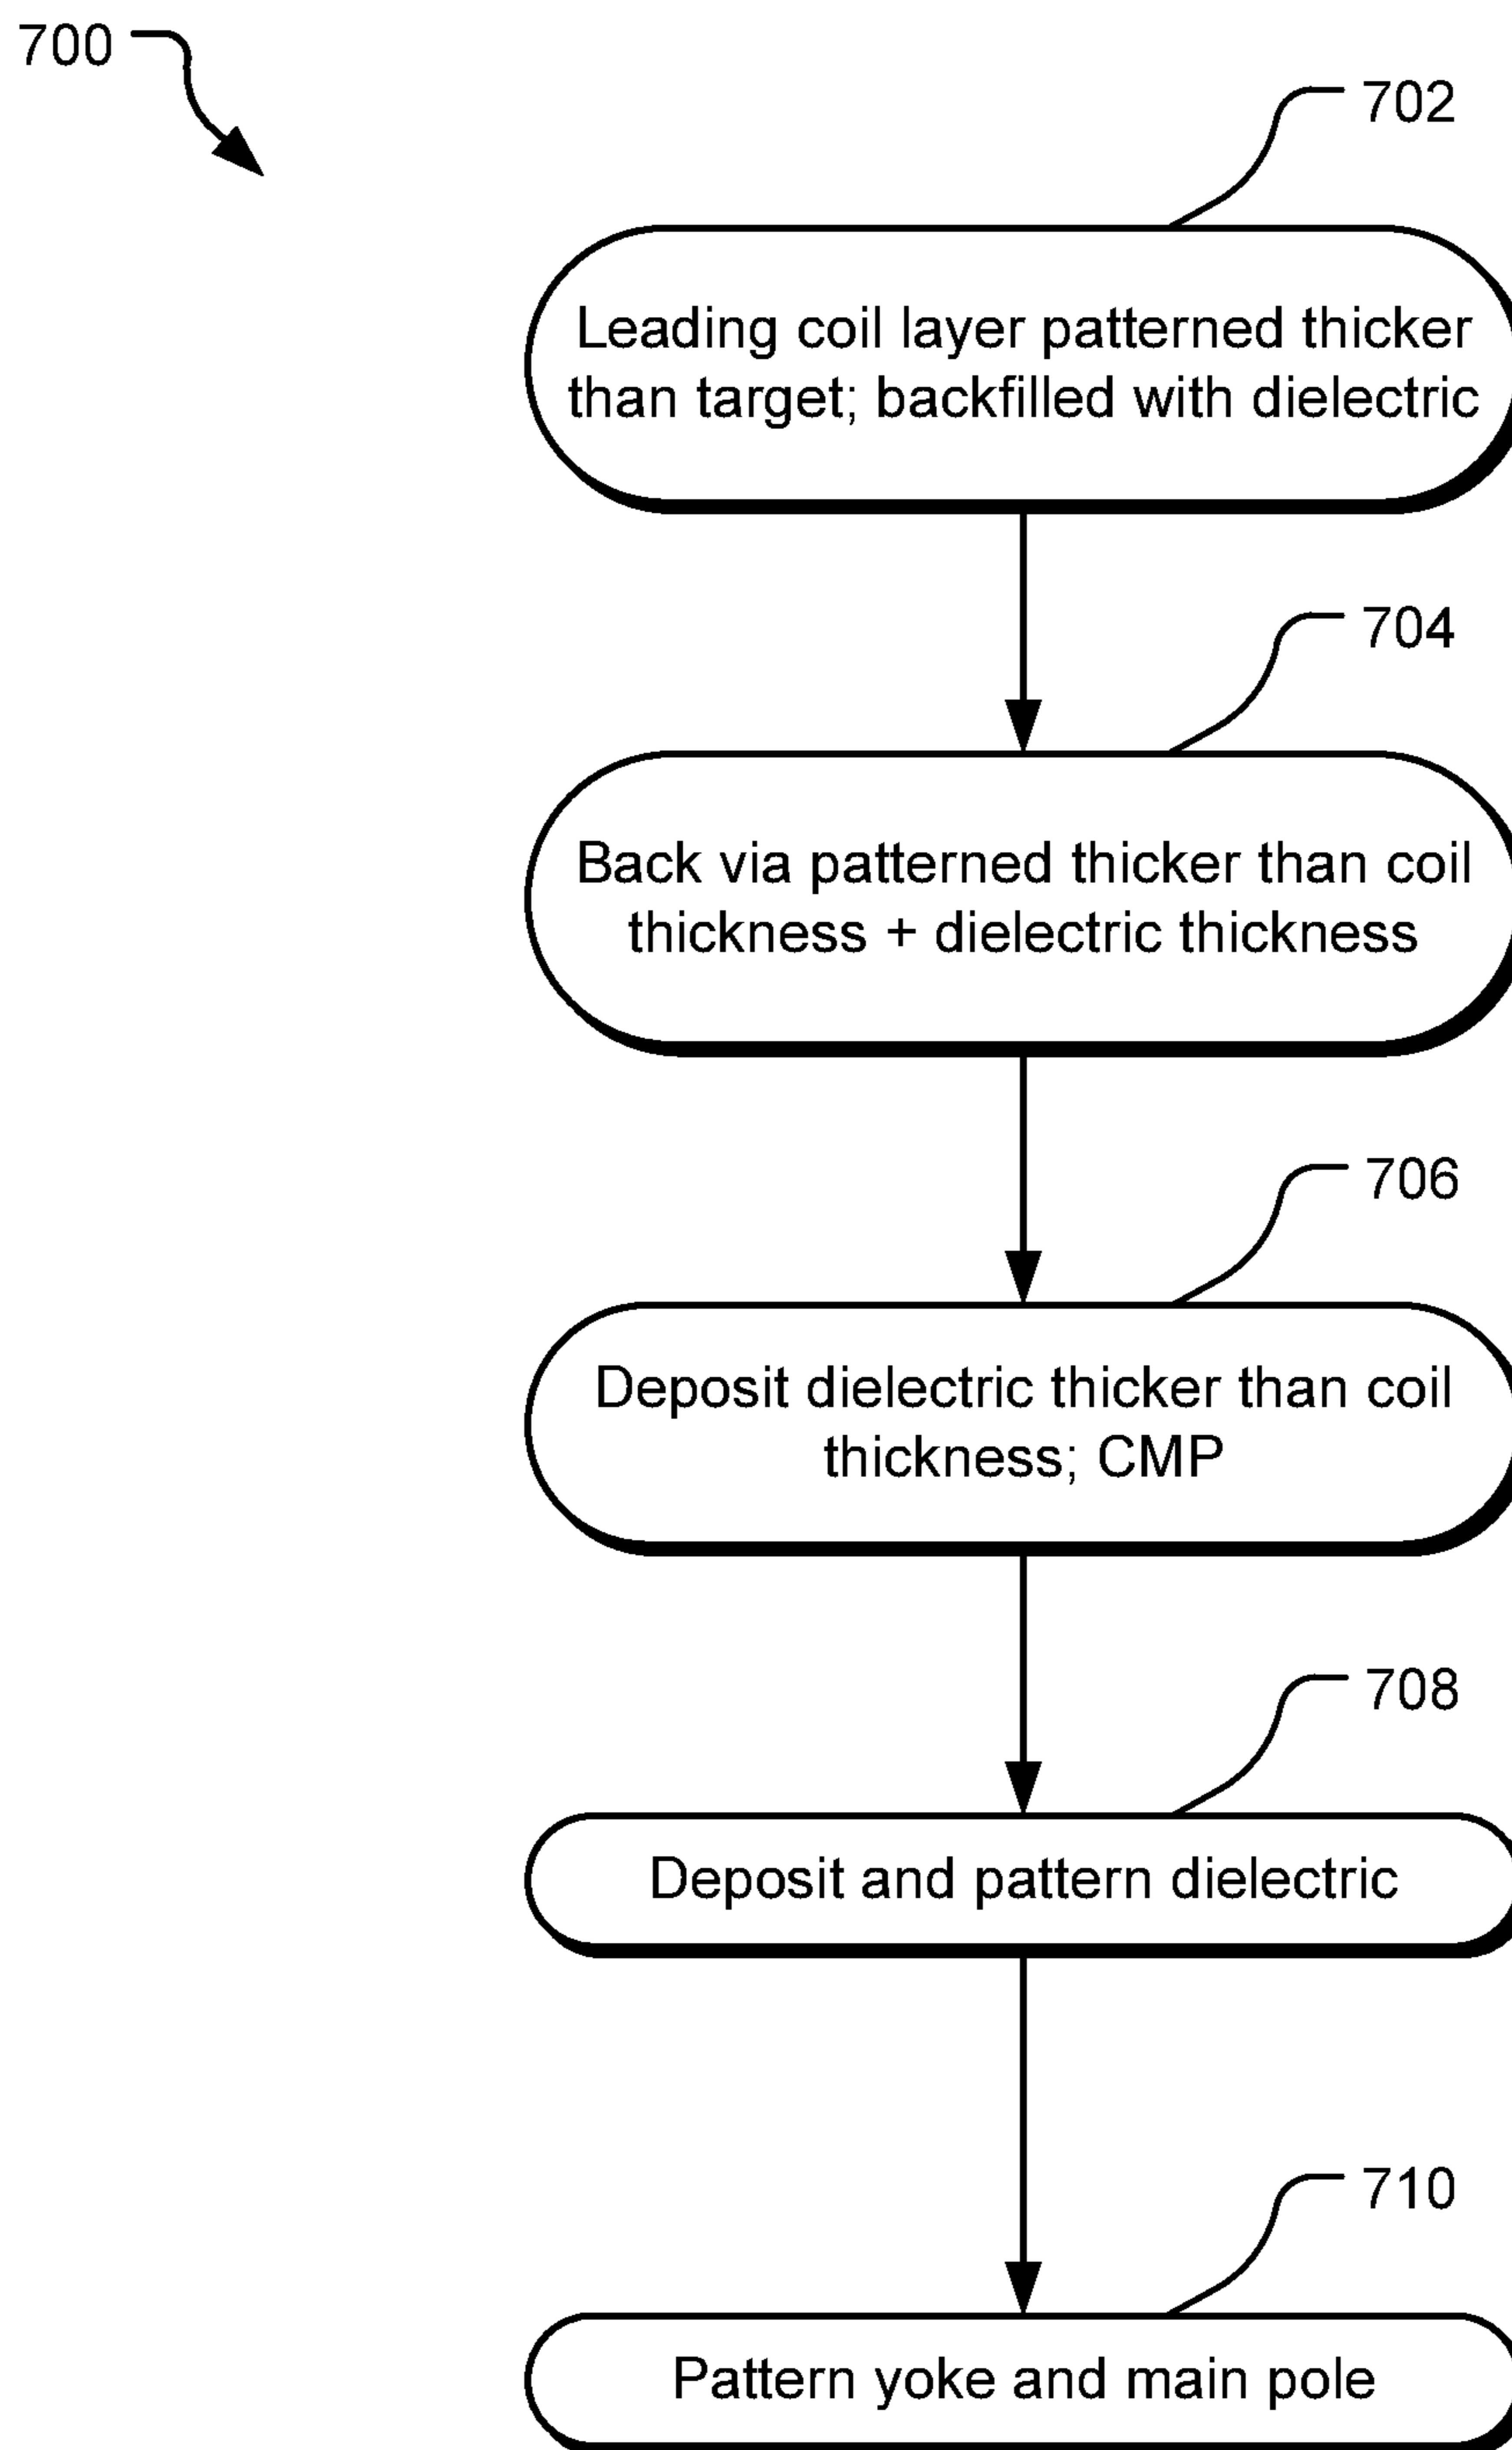 700
702
Leading coil layer patterned thicker
than target; backfilled with dielectric
704
Back via patterned thicker than coil
thickness + dielectric thickness
706
Deposit dielectric thicker than coil
thickness; CMP
708
Deposit and pattern dielectric
710
Pattern yoke and main pole